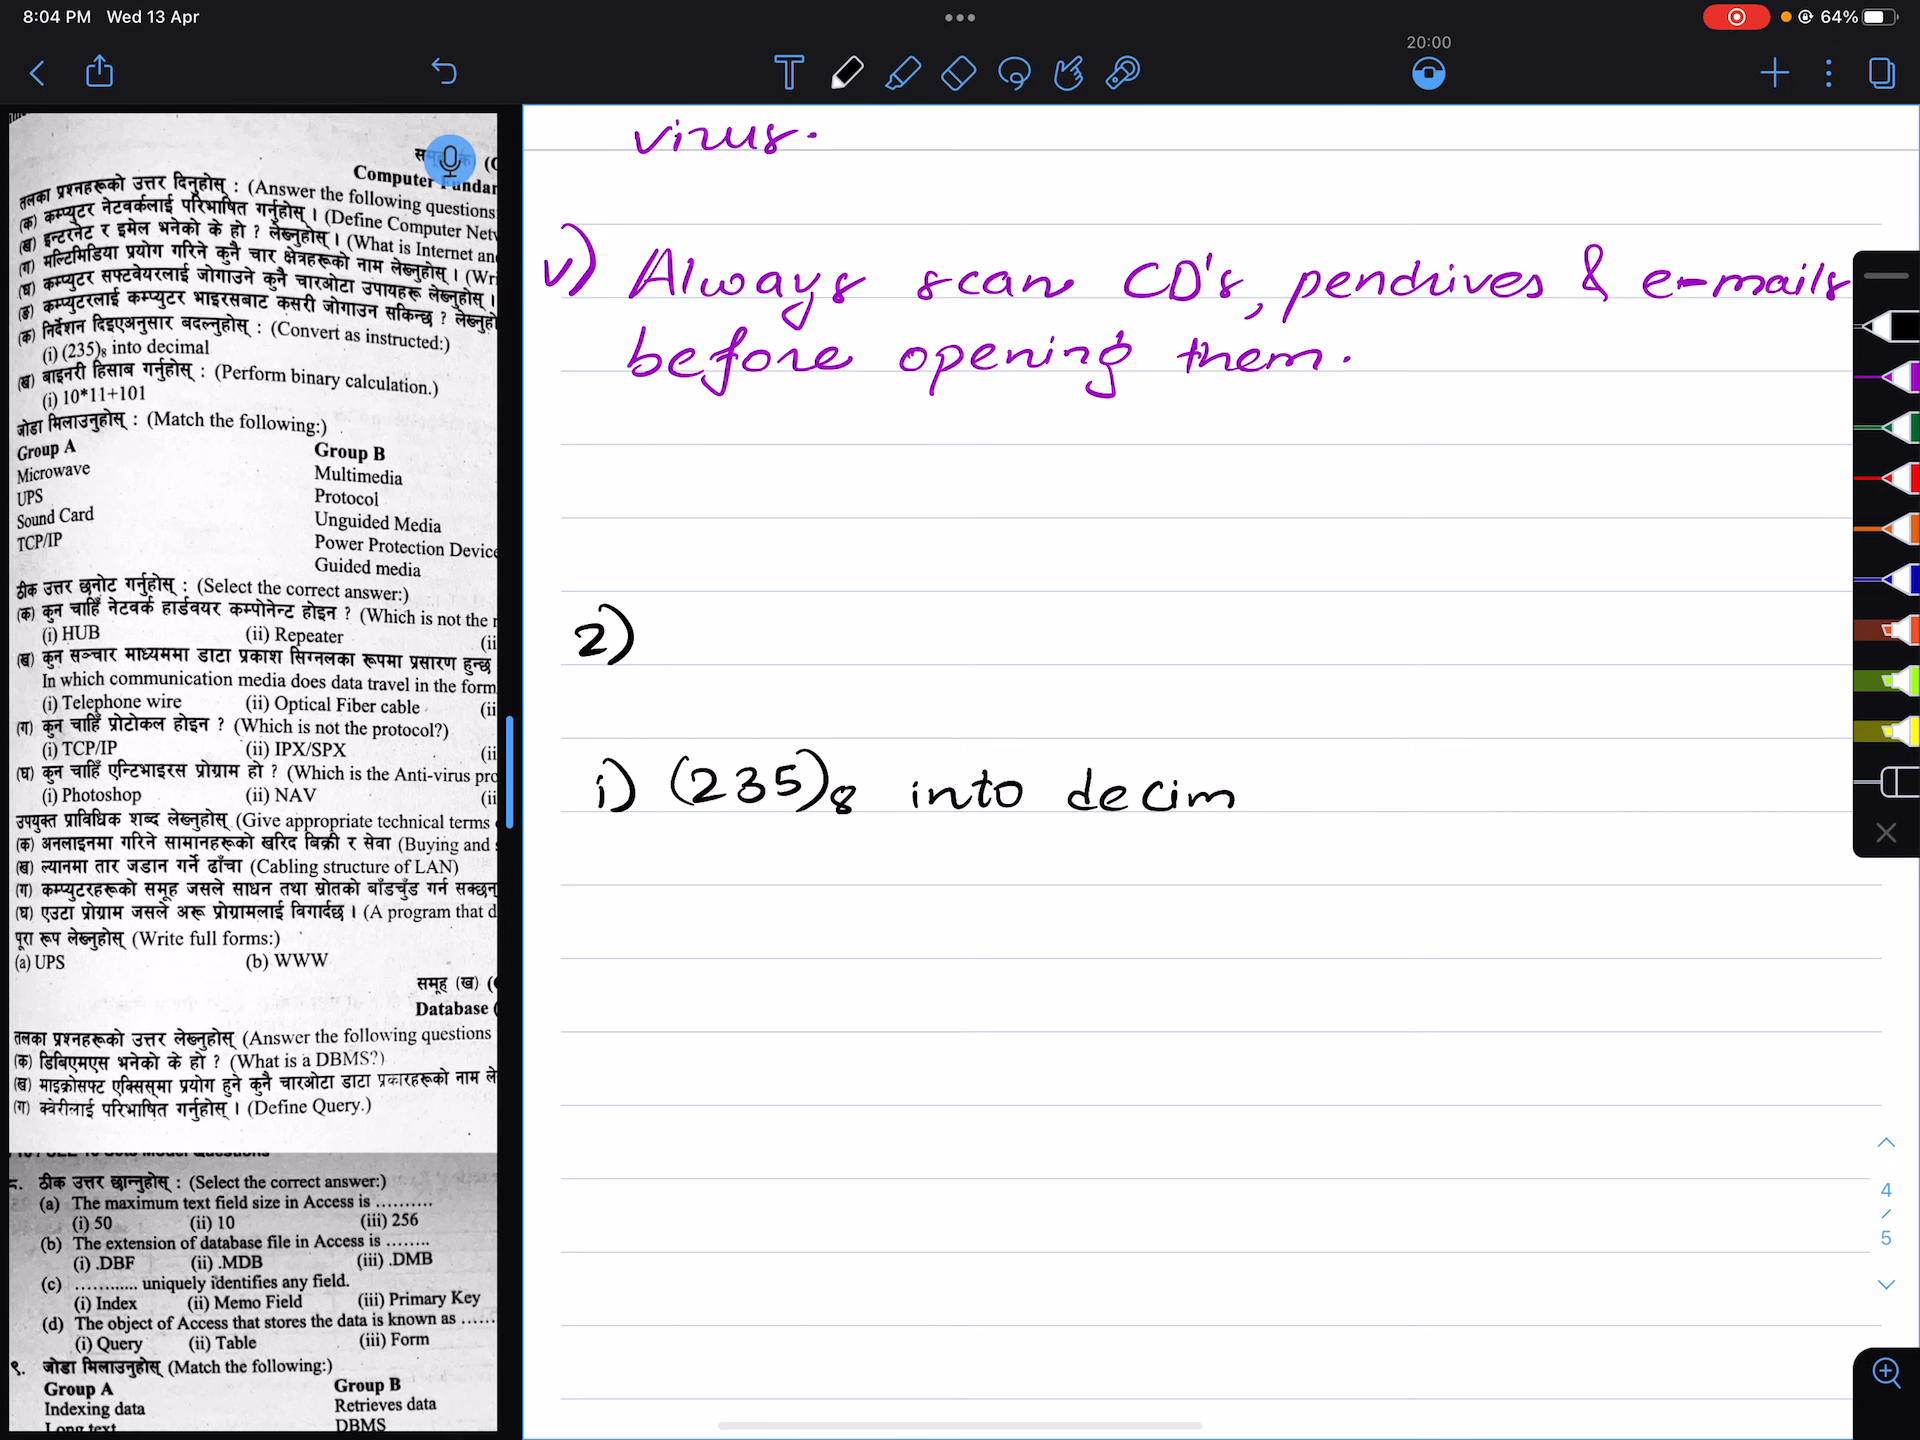 8:04 PM Wed 13 Apr
64%
20:00
(C
Computer Fundar
तलका प्रश्नहरूको उत्तर दिनुहोस् : (Answer the following questions
(क) कम्प्युटर नेटवर्कलाई परिभाषित गर्नुहोस् । (Define Computer Netv
(ख) इन्टरनेट र इमेल भनेको के हो ? लेख्नुहोस् । (What is Internet an
(ग) मल्टिमिडिया प्रयोग गरिने कुनै चार क्षेत्रहरूको नाम लेख्नुहोस् । (Wri
(घ) कम्प्युटर सफ्टवेयरलाई जोगाउने कुनै चारओटा उपायहरू लेख्नुहोस् ।
(ङ) कम्प्युटरलाई कम्प्युटर भाइरसबाट कसरी जोगाउन सकिन्छ ? लेख्नुहो
(क) निर्देशन दिइएअनुसार बदल्नुहोस् : (Convert as instructed:)
(i) (235)₈ into decimal
(ख) बाइनरी हिसाब गर्नुहोस् : (Perform binary calculation.)
(i) 10*11+101
जोडा मिलाउनुहोस् : (Match the following:)
Group A Group B
Microwave Multimedia
UPS Protocol
Sound Card Unguided Media
TCP/IP Power Protection Device
Guided media
ठीक उत्तर छनोट गर्नुहोस् : (Select the correct answer:)
(क) कुन चाहिँ नेटवर्क हार्डवयर कम्पोनेन्ट होइन ? (Which is not the r
(i) HUB (ii) Repeater (ii
(ख) कुन सञ्चार माध्यममा डाटा प्रकाश सिग्नलका रूपमा प्रसारण हुन्छ
In which communication media does data travel in the form
(i) Telephone wire (ii) Optical Fiber cable (ii
(ग) कुन चाहिँ प्रोटोकल होइन ? (Which is not the protocol?)
(i) TCP/IP (ii) IPX/SPX (ii
(घ) कुन चाहिँ एन्टिभाइरस प्रोग्राम हो ? (Which is the Anti-virus pro
(i) Photoshop (ii) NAV (ii
उपयुक्त प्राविधिक शब्द लेख्नुहोस् (Give appropriate technical terms
(क) अनलाइनमा गरिने सामानहरूको खरिद बिक्री र सेवा (Buying and s
(ख) ल्यानमा तार जडान गर्ने ढाँचा (Cabling structure of LAN)
(ग) कम्प्युटरहरूको समूह जसले साधन तथा स्रोतको बाँडचुँड गर्न सक्छन्
(घ) एउटा प्रोग्राम जसले अरू प्रोग्रामलाई विगार्दछ । (A program that d
पूरा रूप लेख्नुहोस् (Write full forms:)
(a) UPS (b) WWW
समूह (ख) (
Database (
तलका प्रश्नहरूको उत्तर लेख्नुहोस् (Answer the following questions
(क) डिबिएमएस भनेको के हो ? (What is a DBMS?)
(ख) माइक्रोसफ्ट एक्सिस्मा प्रयोग हुने कुनै चारओटा डाटा प्रकारहरूको नाम ले
(ग) क्वेरीलाई परिभाषित गर्नुहोस् । (Define Query.)
८. ठीक उत्तर छान्नुहोस् : (Select the correct answer:)
(a) The maximum text field size in Access is ..........
(i) 50 (ii) 10 (iii) 256
(b) The extension of database file in Access is ........
(i) .DBF (ii) .MDB (iii) .DMB
(c) ............ uniquely identifies any field.
(i) Index (ii) Memo Field (iii) Primary Key
(d) The object of Access that stores the data is known as ......
(i) Query (ii) Table (iii) Form
९. जोडा मिलाउनुहोस् (Match the following:)
Group A Group B
Indexing data Retrieves data
Long text DBMS
virus.
v) Always scan CD's, pendrives & e-mails
before opening them.
2)
i) (235)₈ into decim
4
/
5